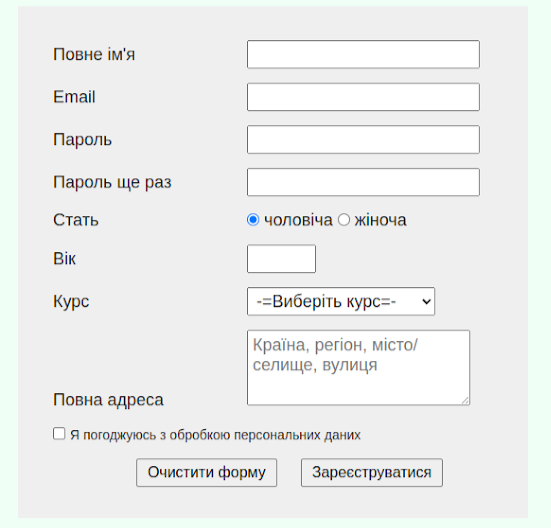 Повне ім'я
Email
Пароль
Пароль ще раз
Стать чоловіча жіноча
Вік
Курс -=Виберіть курс=-
Країна, регіон, місто/
селище, вулиця
Повна адреса
Я погоджуюсь з обробкою персональних даних
Очистити форму Зареєструватися